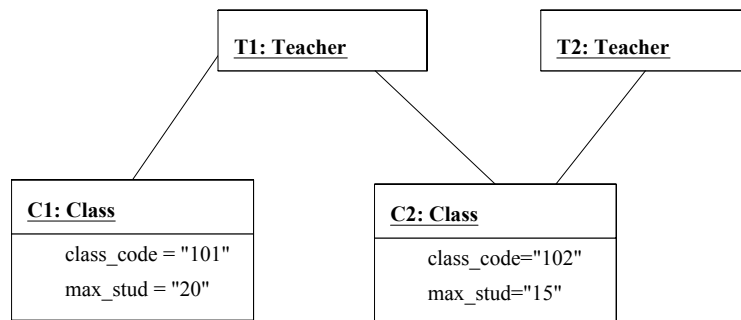 T1: Teacher
T2: Teacher
C1: Class
class_code = "101"
max_stud = "20"
C2: Class
class_code="102"
max_stud="15"